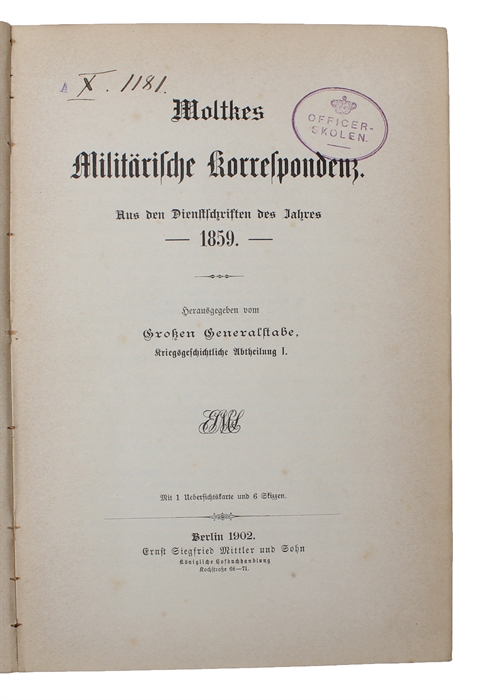 A X. 1181.
OFFICER-
SKOLEN.
Moltkes
Militärische Korrespondenz.
Aus den Dienstschriften des Jahres
— 1859. —
Herausgegeben vom
Großen Generalstabe,
Kriegsgeschichtliche Abtheilung I.
Mit 1 Uebersichtskarte und 6 Skizzen.
Berlin 1902.
Ernst Siegfried Mittler und Sohn
Königliche Hofbuchhandlung
Kochstraße 68—71.